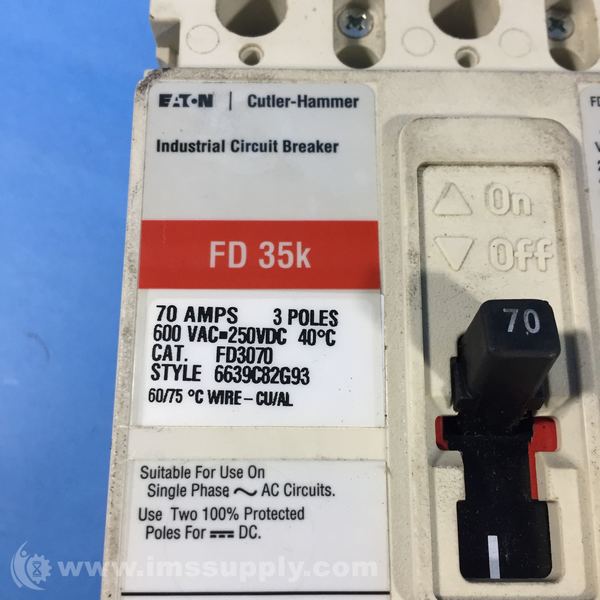 EATON | Cutler-Hammer
Industrial Circuit Breaker
FD 35k
70 AMPS 3 POLES
600 VAC=250VDC 40°C
CAT. FD3070
STYLE 6639C82G93
60/75 °C WIRE-CU/AL
Suitable For Use On
Single Phase ~ AC Circuits.
Use Two 100% Protected
Poles For ⎓ DC.
On
Off
70
FD
www.imssupply.com